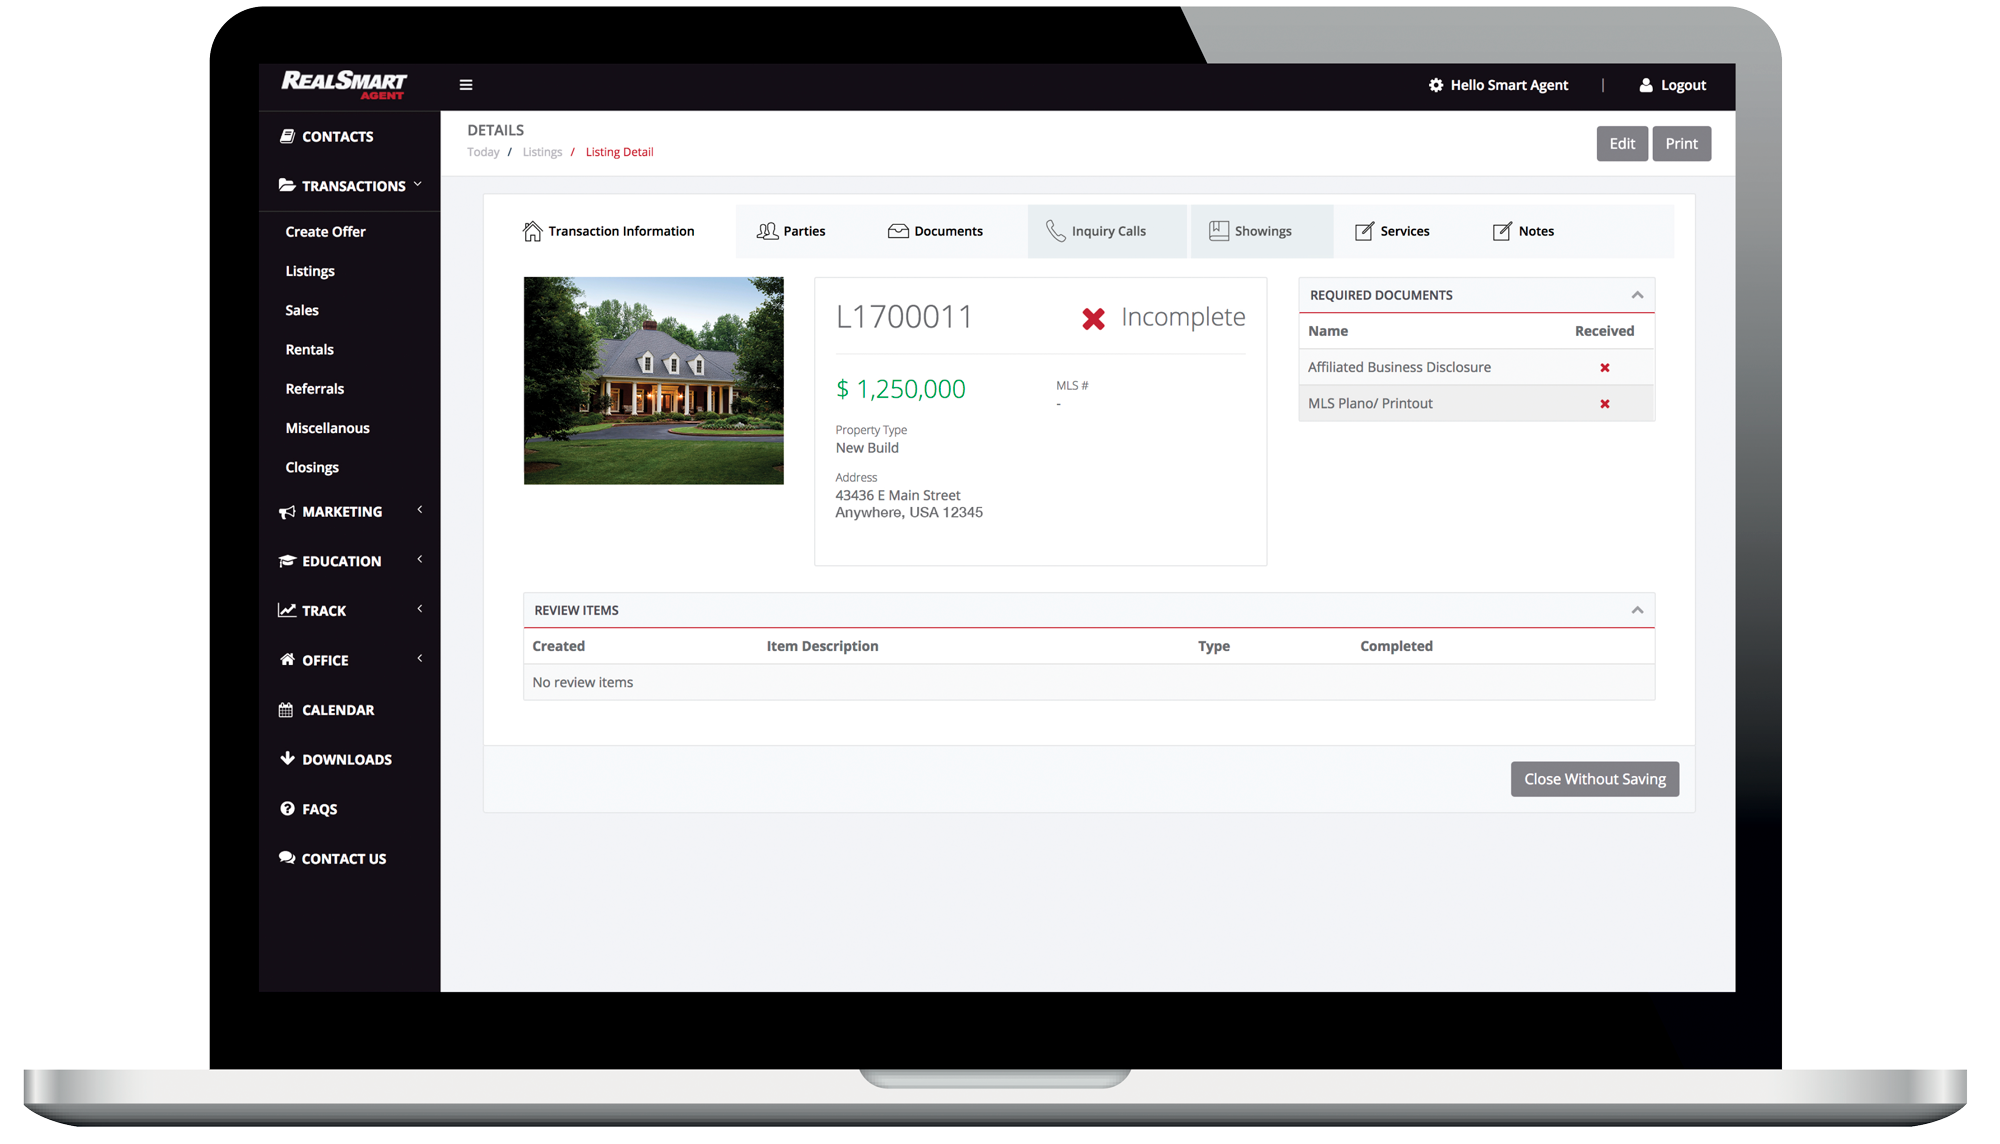 REALSMART
AGENT
Hello Smart Agent | Logout
CONTACTS
TRANSACTIONS
Create Offer
Listings
Sales
Rentals
Referrals
Miscellanous
Closings
MARKETING
EDUCATION
TRACK
OFFICE
CALENDAR
DOWNLOADS
FAQS
CONTACT US
DETAILS
Today / Listings / Listing Detail
Edit Print
Transaction Information Parties Documents Inquiry Calls Showings Services Notes
L1700011 Incomplete
$ 1,250,000
MLS #
-
Property Type
New Build
Address
43436 E Main Street
Anywhere, USA 12345
REQUIRED DOCUMENTS
Name Received
Affiliated Business Disclosure
MLS Plano/ Printout
REVIEW ITEMS
Created Item Description Type Completed
No review items
Close Without Saving